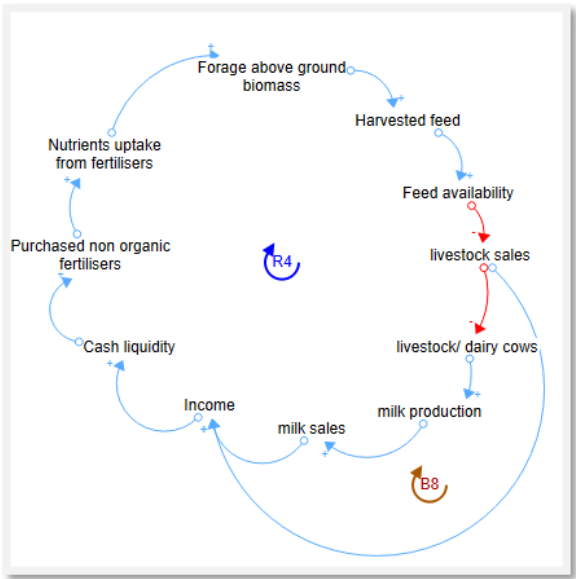 Forage above ground
biomass
Harvested feed
Feed availability
livestock sales
livestock/ dairy cows
milk production
milk sales
Income
Cash liquidity
Purchased non organic
fertilisers
Nutrients uptake
from fertilisers
R4
B8
+
+
+
-
-
+
+
+
+
+
+
+